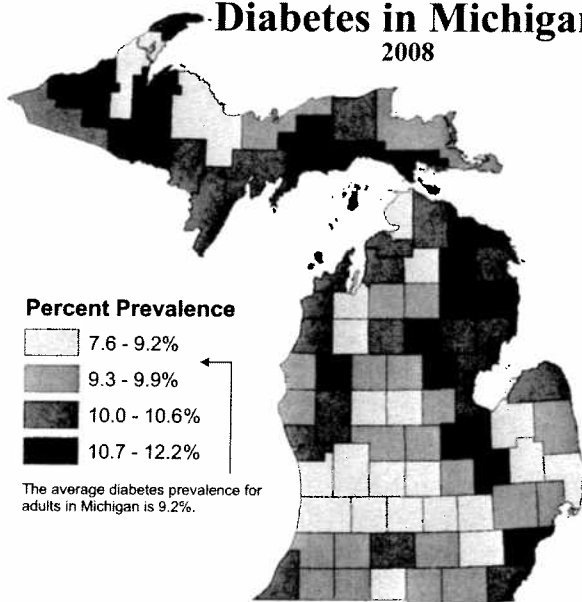 Diabetes in Michigan
2008
Percent Prevalence
7.6 - 9.2%
9.3 - 9.9%
10.0 - 10.6%
10.7 - 12.2%
The average diabetes prevalence for
adults in Michigan is 9.2%.